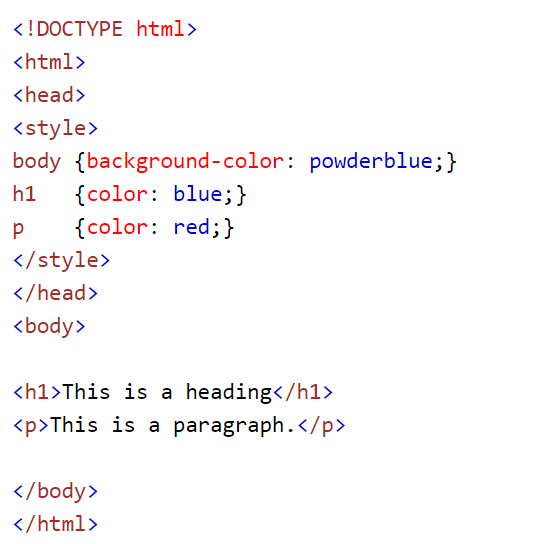 <!DOCTYPE html>
<html>
<head>
<style>
body {background-color: powderblue;}
h1   {color: blue;}
p    {color: red;}
</style>
</head>
<body>

<h1>This is a heading</h1>
<p>This is a paragraph.</p>

</body>
</html>